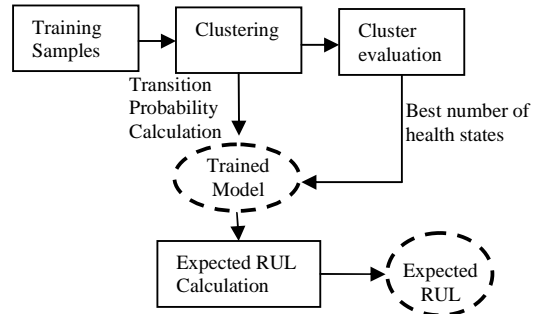 Training
Samples
Clustering
Cluster
evaluation
Transition
Probability
Calculation
Best number of
health states
Trained
Model
Expected RUL
Calculation
Expected
RUL